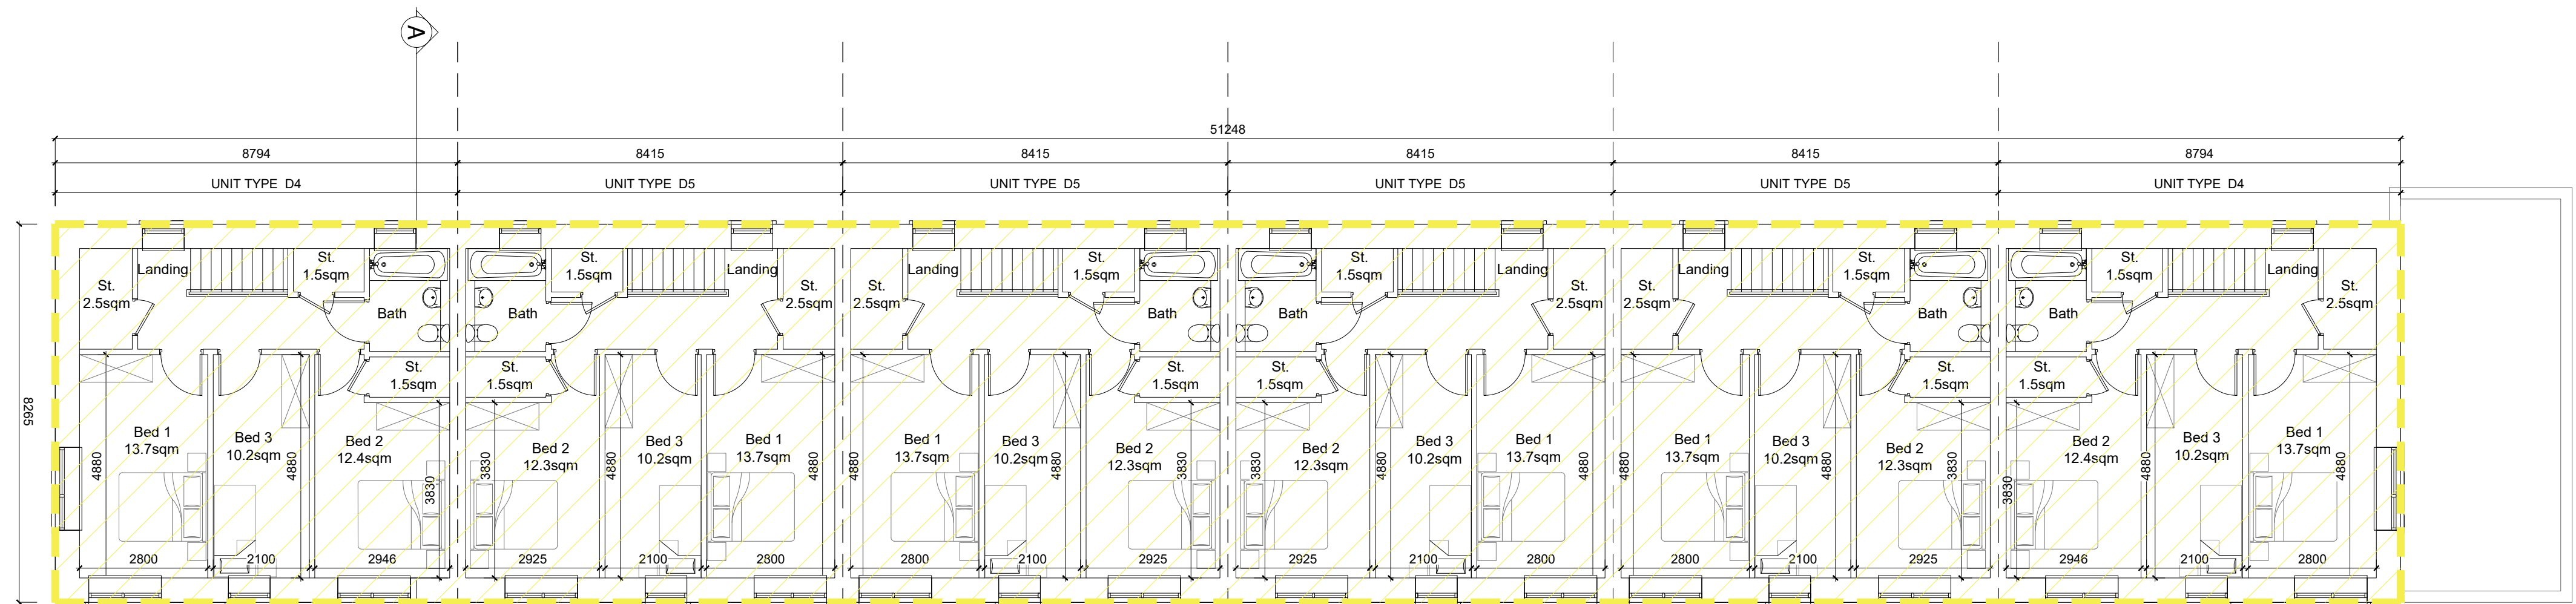 A
51248
8794 8415 8415 8415 8415 8794
UNIT TYPE D4 UNIT TYPE D5 UNIT TYPE D5 UNIT TYPE D5 UNIT TYPE D5 UNIT TYPE D4
8265
St.
2.5sqm
Landing
St.
1.5sqm
Bath
St.
1.5sqm
Bed 1
13.7sqm
Bed 3
10.2sqm
Bed 2
12.4sqm
4880
4880
3830
2800
2100
2946
St.
1.5sqm
Landing
St.
2.5sqm
Bath
St.
1.5sqm
Bed 2
12.3sqm
Bed 3
10.2sqm
Bed 1
13.7sqm
3830
4880
4880
2925
2100
2800
St.
2.5sqm
Landing
St.
1.5sqm
Bath
St.
1.5sqm
Bed 1
13.7sqm
Bed 3
10.2sqm
Bed 2
12.3sqm
4880
4880
3830
2800
2100
2925
St.
1.5sqm
Landing
St.
2.5sqm
Bath
St.
1.5sqm
Bed 2
12.3sqm
Bed 3
10.2sqm
Bed 1
13.7sqm
3830
4880
4880
2925
2100
2800
St.
2.5sqm
Landing
St.
1.5sqm
Bath
St.
1.5sqm
Bed 1
13.7sqm
Bed 3
10.2sqm
Bed 2
12.3sqm
4880
4880
3830
2800
2100
2925
St.
1.5sqm
Landing
St.
2.5sqm
Bath
St.
1.5sqm
Bed 2
12.4sqm
Bed 3
10.2sqm
Bed 1
13.7sqm
3830
4880
4880
2946
2100
2800